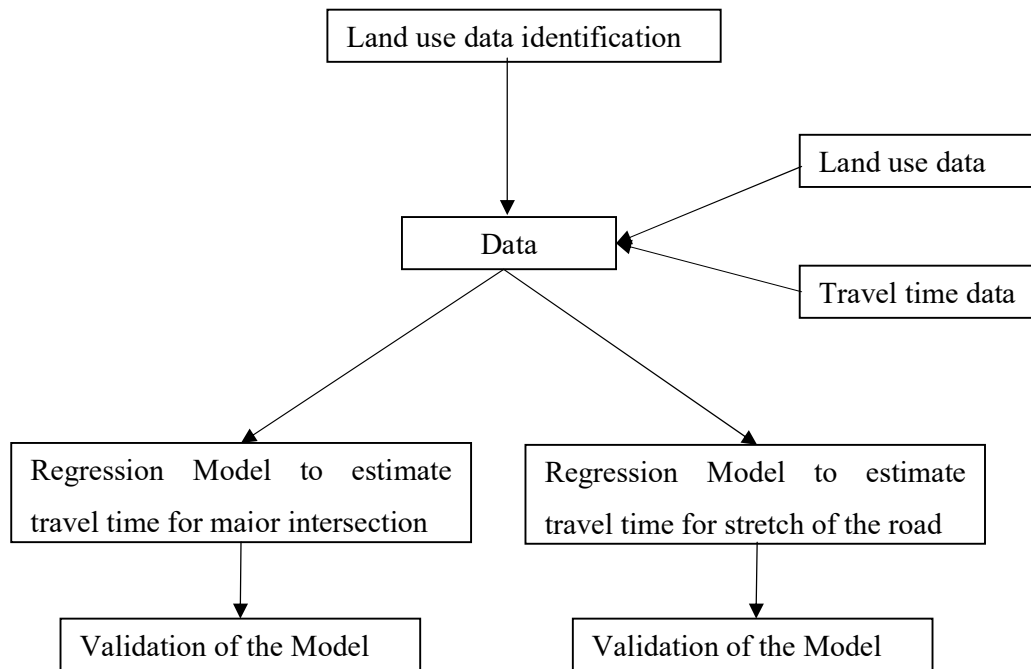 Land use data identification
Land use data
Data
Travel time data
Regression Model to estimate
travel time for maior intersection
Regression Model to estimate
travel time for stretch of the road
Validation of the Model
Validation of the Model